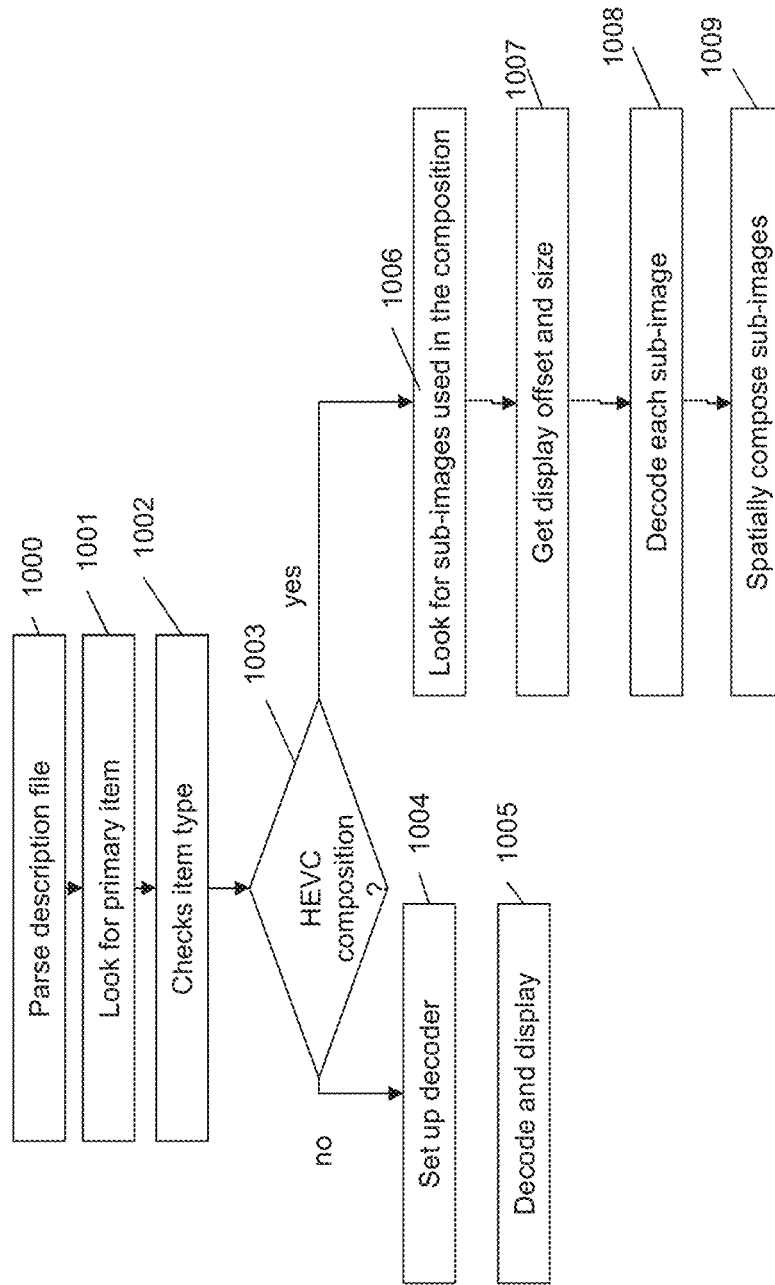 Parse description file
1000
Look for primary item
1001
Checks item type
1002
HEVC
composition
?
1003
no
yes
Set up decoder
1004
Decode and display
1005
Look for sub-images used in the composition
1006
Get display offset and size
1007
Decode each sub-image
1008
Spatially compose sub-images
1009